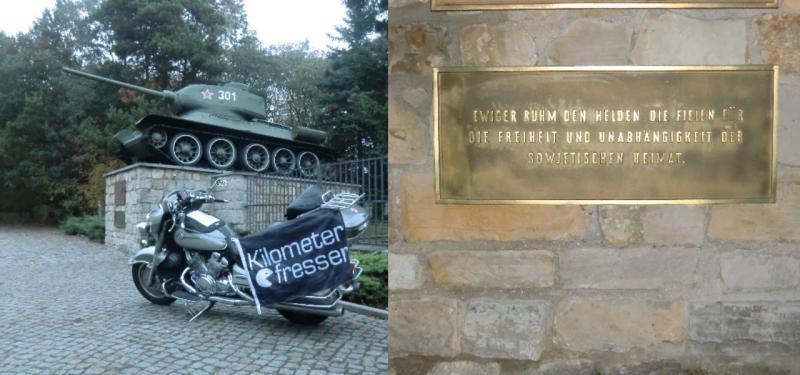 301
Kilometer
fresser
EWIGER RUHM DEN HELDEN DIE FIELEN FÜR
DIE FREIHEIT UND UNABHÄNGIGKEIT DER
SOWJETISCHEN HEIMAT.